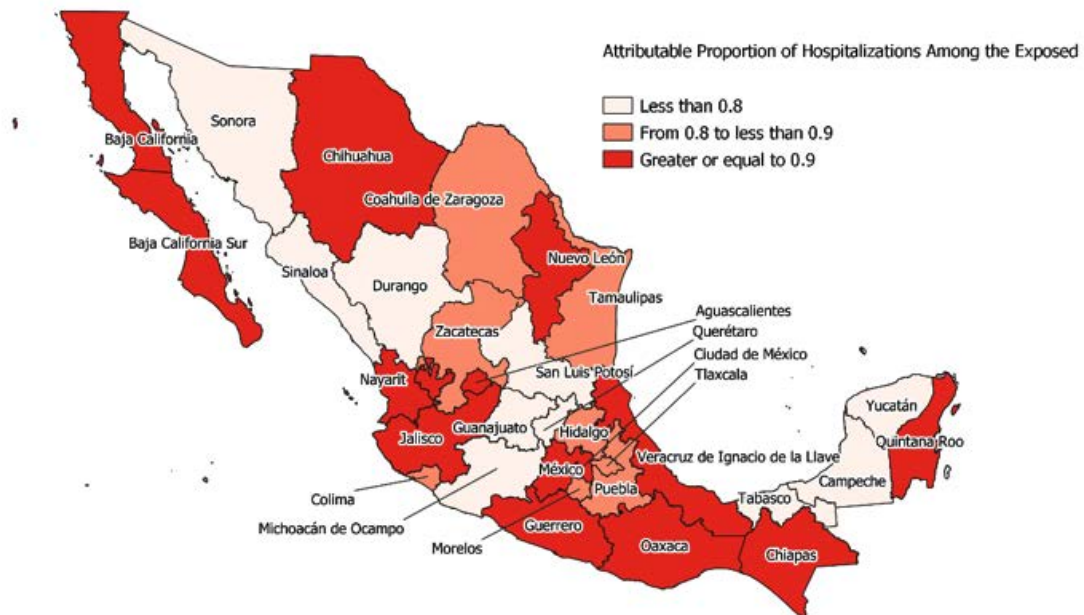 Attributable Proportion of Hospitalizations Among the Exposed
Less than 0.8
From 0.8 to less than 0.9
Greater or equal to 0.9
Baja California
Sonora
Chihuahua
Coahuila de Zaragoza
Baja California Sur
Sinaloa
Durango
Nuevo León
Tamaulipas
Zacatecas
Aguascalientes
Querétaro
Ciudad de México
Tlaxcala
San Luis Potosí
Nayarit
Yucatán
Guanajuato
Hidalgo
Jalisco
Quintana Roo
Veracruz de Ignacio de la Llave
México
Campeche
Puebla
Colima
Tabasco
Michoacán de Ocampo
Guerrero
Morelos
Oaxaca
Chiapas